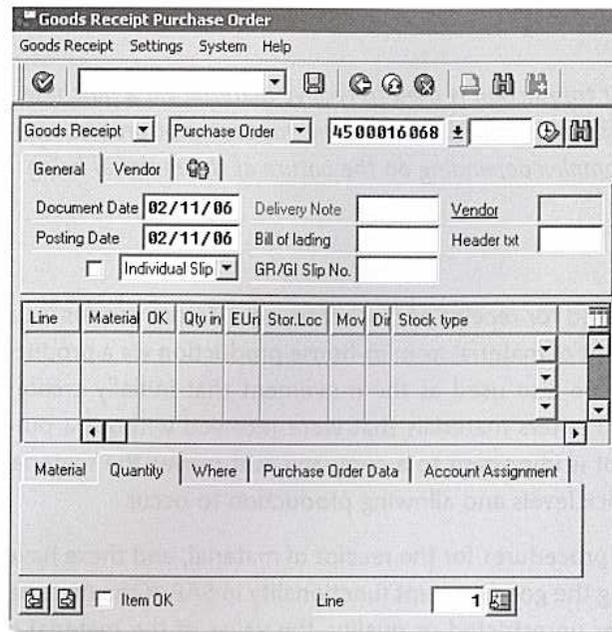 Goods Receipt Purchase Order
Goods Receipt Settings System Help
Goods Receipt Purchase Order 4500016068
General Vendor
Document Date 02/11/06 Delivery Note Vendor
Posting Date 02/11/06 Bill of lading Header txt
Individual Slip GR/GI Slip No.
Line Material OK Qty in EUn Stor.Loc Mov Di Stock type
Material Quantity Where Purchase Order Data Account Assignment
Item OK Line 1